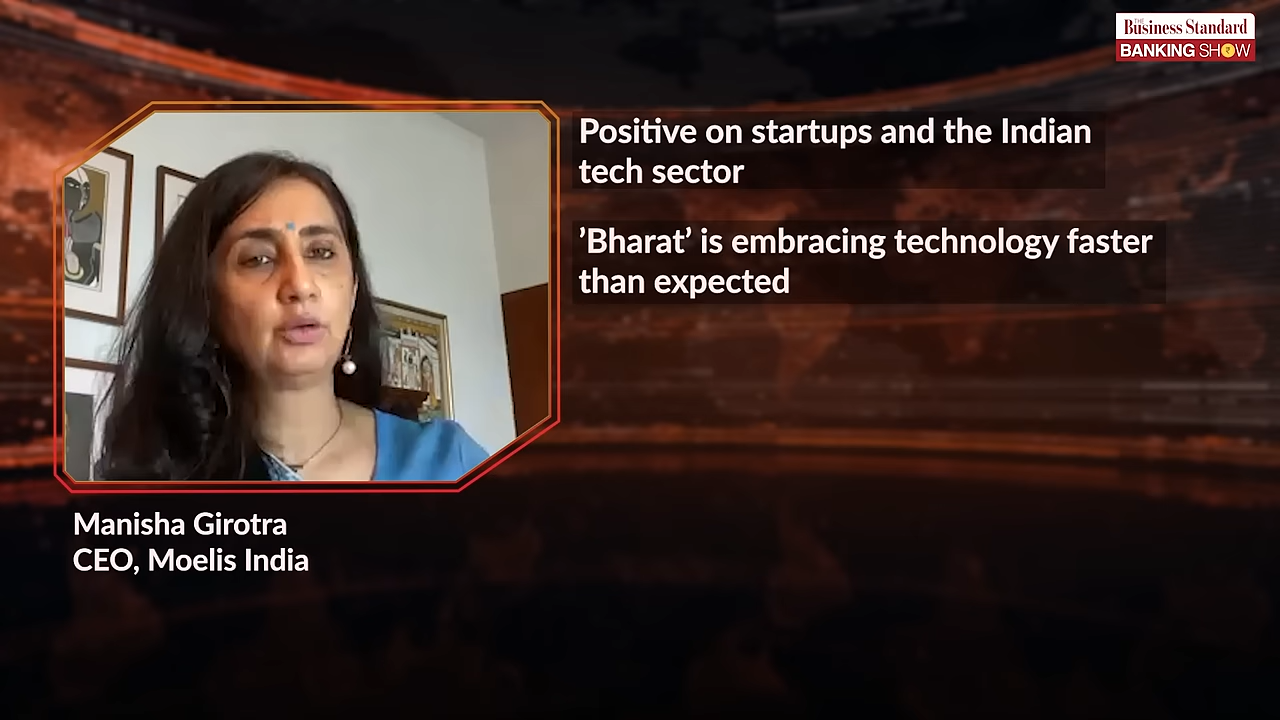 THE
Business Standard
BANKING SHOW
Positive on startups and the Indian
tech sector
’Bharat’ is embracing technology faster
than expected
Manisha Girotra
CEO, Moelis India